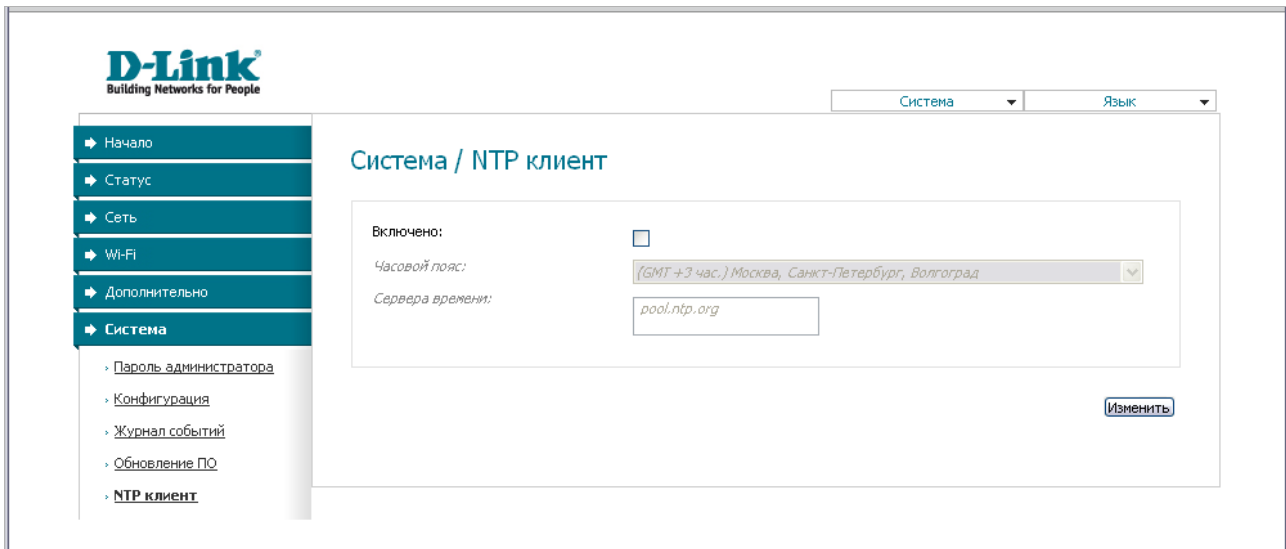 D-Link
Building Networks for People
Система
Язык
Начало
Статус
Сеть
Wi-Fi
Дополнительно
Система
Пароль администратора
Конфигурация
Журнал событий
Обновление ПО
NTP клиент
Система / NTP клиент
Включено:
Часовой пояс:
(GMT +3 час.) Москва, Санкт-Петербург, Волгоград
Сервера времени:
pool.ntp.org
Изменить